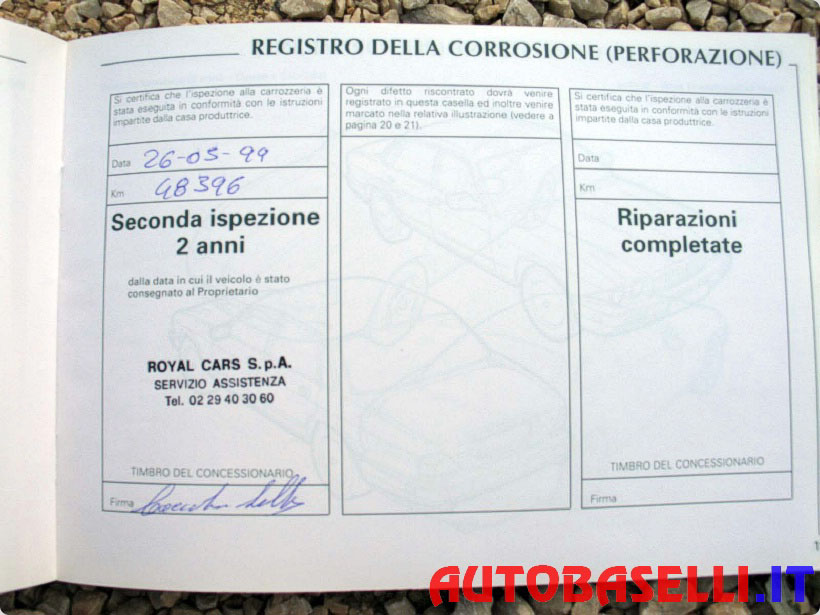 REGISTRO DELLA CORROSIONE (PERFORAZIONE)
Si certifica che l'ispezione alla carrozzeria è
stata eseguita in conformità con le istruzioni
impartite dalla casa produttrice.
Data 26-05-99
Km 48396
Seconda ispezione
2 anni
dalla data in cui il veicolo è stato
consegnato al Proprietario
ROYAL CARS S.p.A.
SERVIZIO ASSISTENZA
Tel. 02 29 40 30 60
TIMBRO DEL CONCESSIONARIO
Firma
Ogni difetto riscontrato dovrà venire
registrato in questa casella ed inoltre venire
marcato nella relativa illustrazione (vedere a
pagina 20 e 21).
Si certifica che l'ispezione alla carrozzeria è
stata eseguita in conformità con le istruzioni
impartite dalla casa produttrice.
Data
Km
Riparazioni
completate
TIMBRO DEL CONCESSIONARIO
Firma
AUTOBASELLI.IT